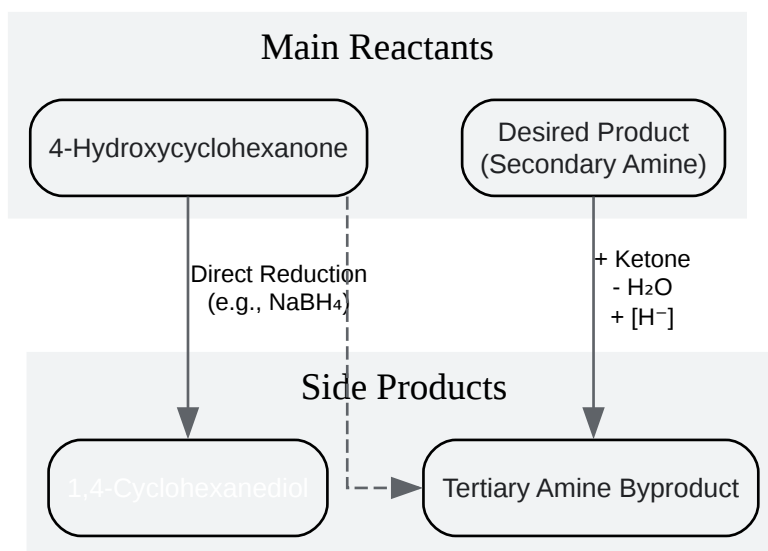 Main Reactants
4-Hydroxycyclohexanone
Desired Product
(Secondary Amine)
Direct Reduction
(e.g., NaBH₄)
+ Ketone
- H₂O
+ [H⁻]
Side Products
1,4-Cyclohexanediol
Tertiary Amine Byproduct